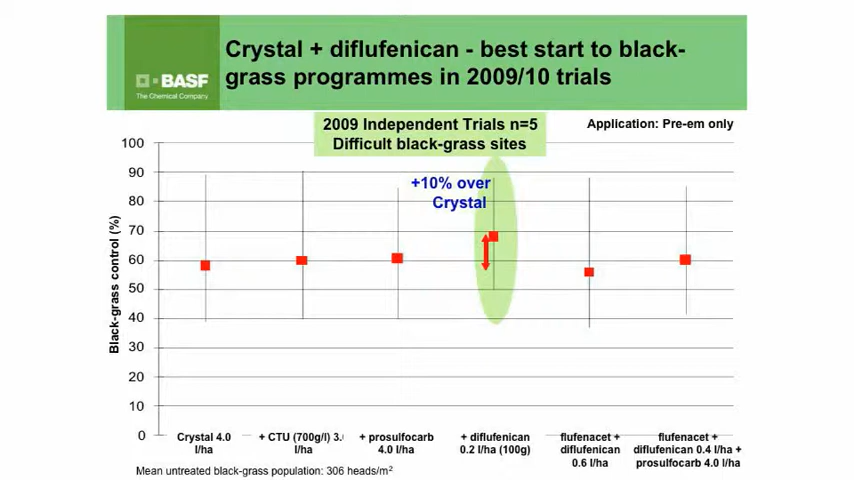 Crystal + diflufenican - best start to black-
grass programmes in 2009/10 trials
BASF
The Chemical Company
2009 Independent Trials n=5
Difficult black-grass sites
Application: Pre-em only
+10% over
Crystal
Black-grass control (%)
100
90
80
70
60
50
40
30
20
10
0
Crystal 4.0
l/ha
+ CTU (700g/l) 3.
l/ha
+ prosulfocarb
4.0 l/ha
+ diflufenican
0.2 l/ha (100g)
flufenacet +
diflufenican
0.6 l/ha
flufenacet +
diflufenican 0.4 l/ha +
prosulfocarb 4.0 l/ha
Mean untreated black-grass population: 306 heads/m²